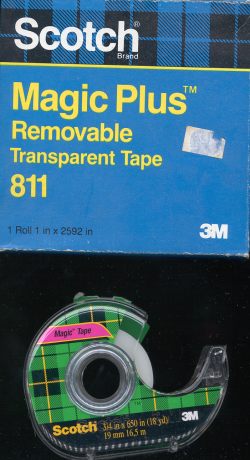 Scotch®
Brand
Magic Plus™
Removable
Transparent Tape
811
1 Roll 1 in x 2592 in
3M
Magic™ Tape
3/4 in x 650 in (18 yd)
19 mm 16,5 m
3M
Scotch